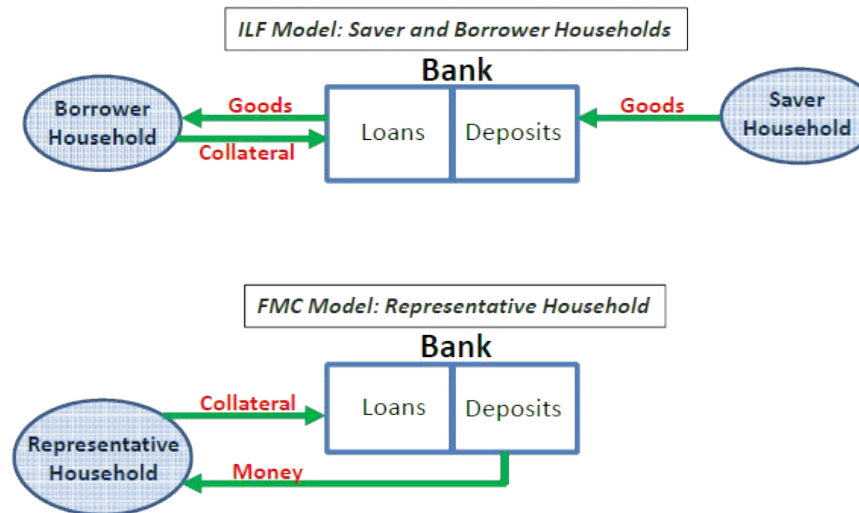 ILF Model: Saver and Borrower Households
Bank
Borrower
Household
Goods
Collateral
Loans
Deposits
Goods
Saver
Household
FMC Model: Representative Household
Bank
Representative
Household
Collateral
Money
Loans
Deposits